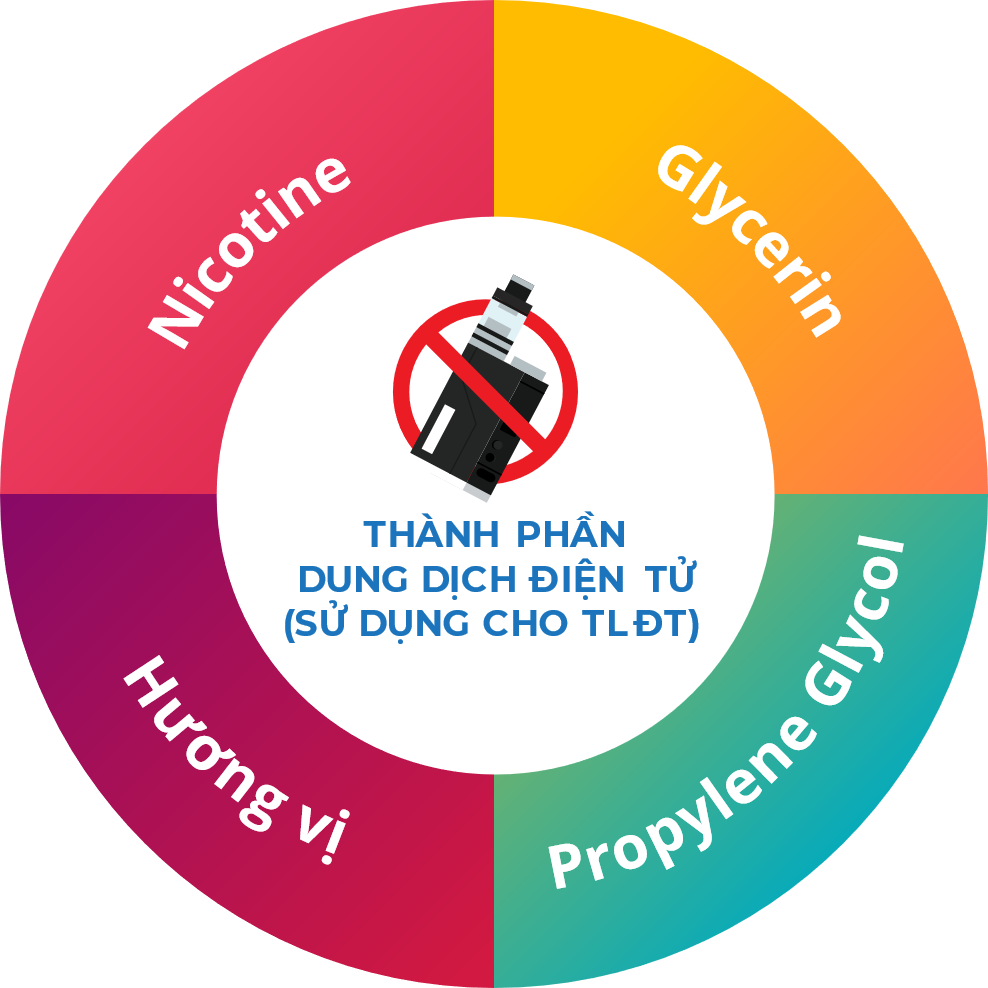 Nicotine
Glycerin
THÀNH PHẦN
DUNG DỊCH ĐIỆN TỬ
(SỬ DỤNG CHO TLĐT)
Hương vị
Propylene Glycol